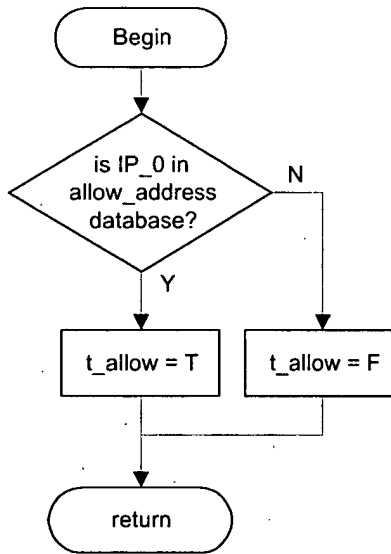 Begin
is IP_0 in
allow_address
database?
N
Y
t_allow = T
t_allow = F
return